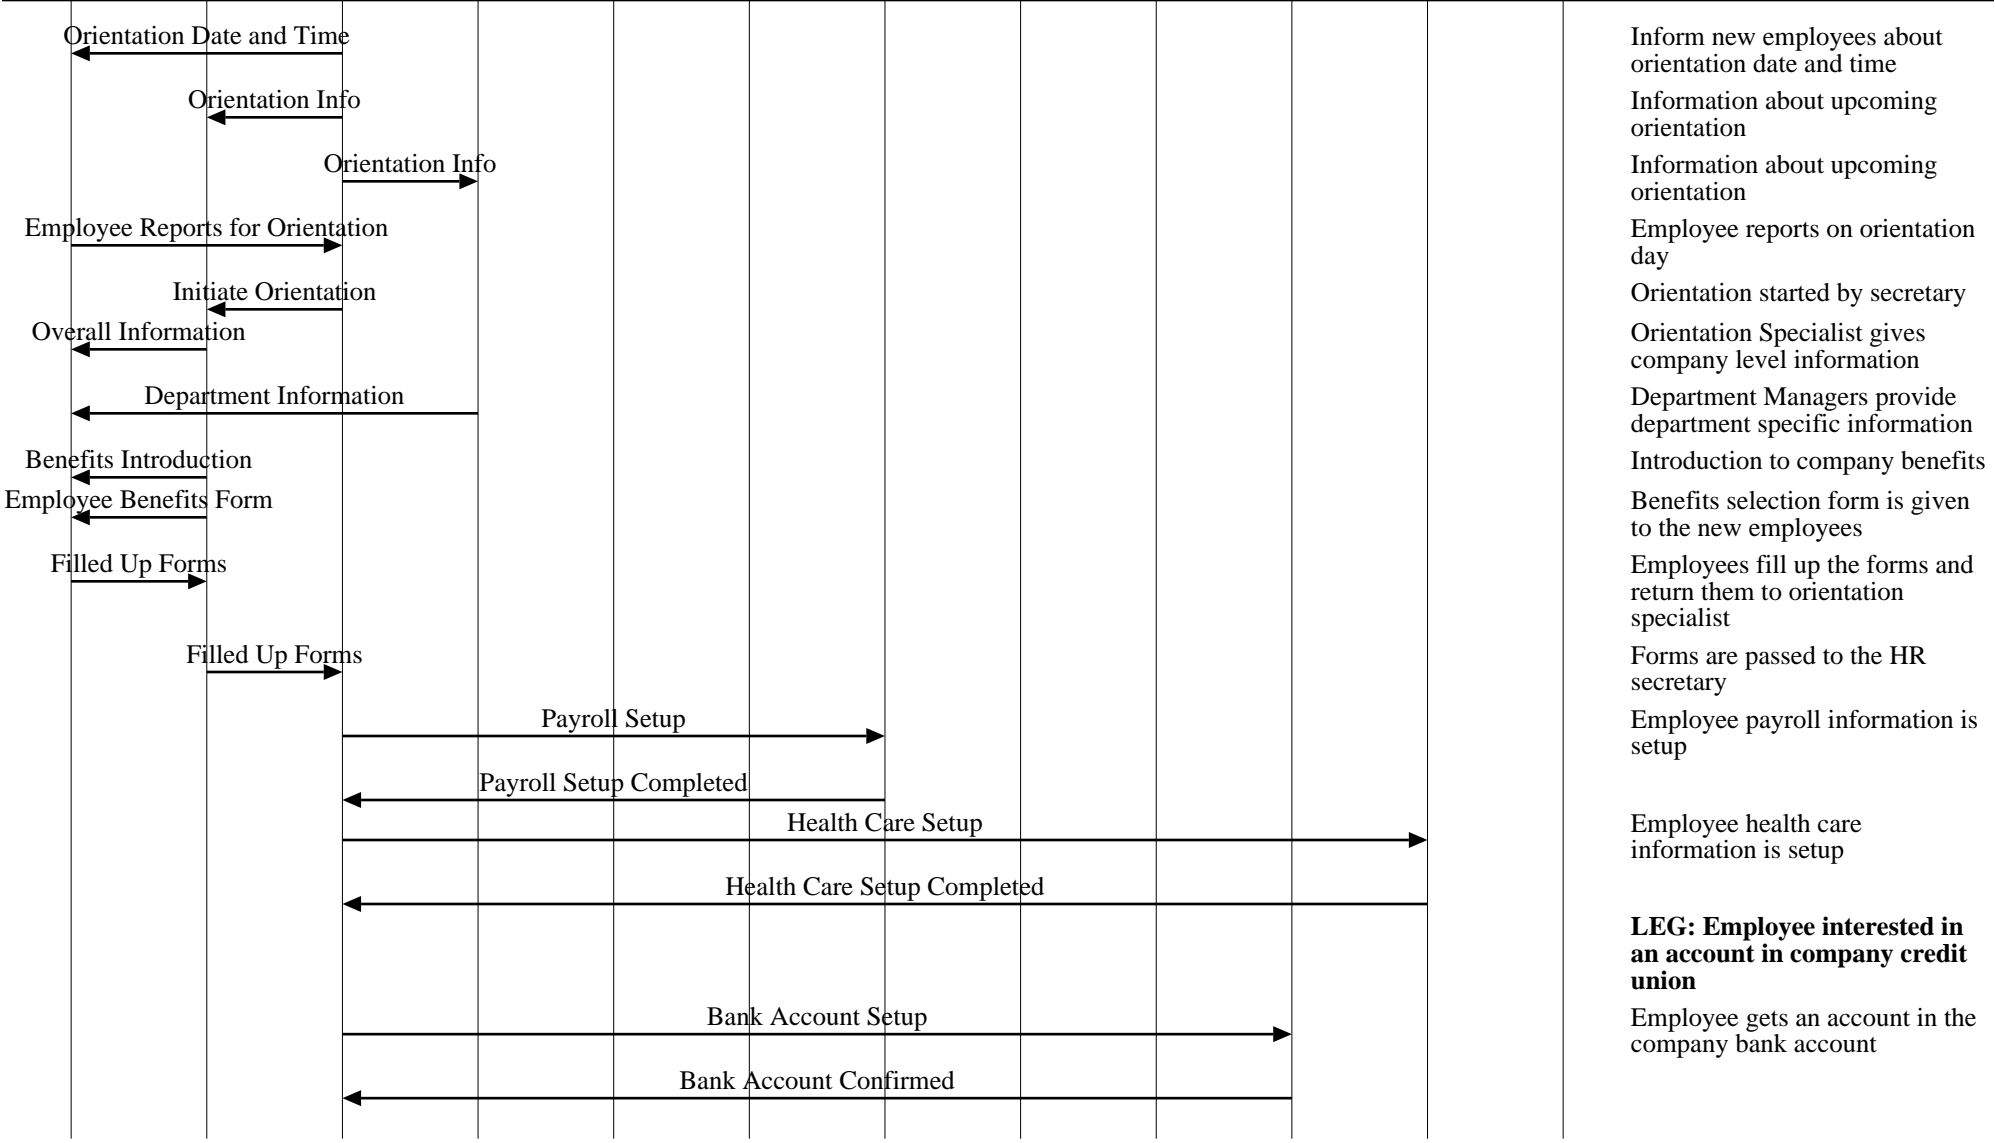 Orientation Date and Time
Inform new employees about
orientation date and time
Orientation Info
Information about upcoming
orientation
Orientation Info
Information about upcoming
orientation
Employee Reports for Orientation
Employee reports on orientation
day
Initiate Orientation
Orientation started by secretary
Overall Information
Orientation Specialist gives
company level information
Department Information
Department Managers provide
department specific information
Benefits Introduction
Introduction to company benefits
Employee Benefits Form
Benefits selection form is given
to the new employees
Filled Up Forms
Employees fill up the forms and
return them to orientation
specialist
Filled Up Forms
Forms are passed to the HR
secretary
Payroll Setup
Employee payroll information is
setup
Payroll Setup Completed
Health Care Setup
Employee health care
information is setup
Health Care Setup Completed
LEG: Employee interested in
an account in company credit
union
Bank Account Setup
Employee gets an account in the
company bank account
Bank Account Confirmed